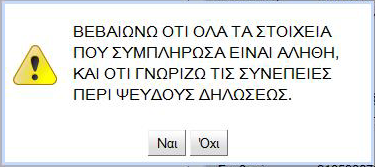 ΒΕΒΑΙΩΝΩ ΟΤΙ ΟΛΑ ΤΑ ΣΤΟΙΧΕΙΑ
ΠΟΥ ΣΥΜΠΛΗΡΩΣΑ ΕΙΝΑΙ ΑΛΗΘΗ,
ΚΑΙ ΟΤΙ ΓΝΩΡΙΖΩ ΤΙΣ ΣΥΝΕΠΕΙΕΣ
ΠΕΡΙ ΨΕΥΔΟΥΣ ΔΗΛΩΣΕΩΣ.
Ναι Όχι